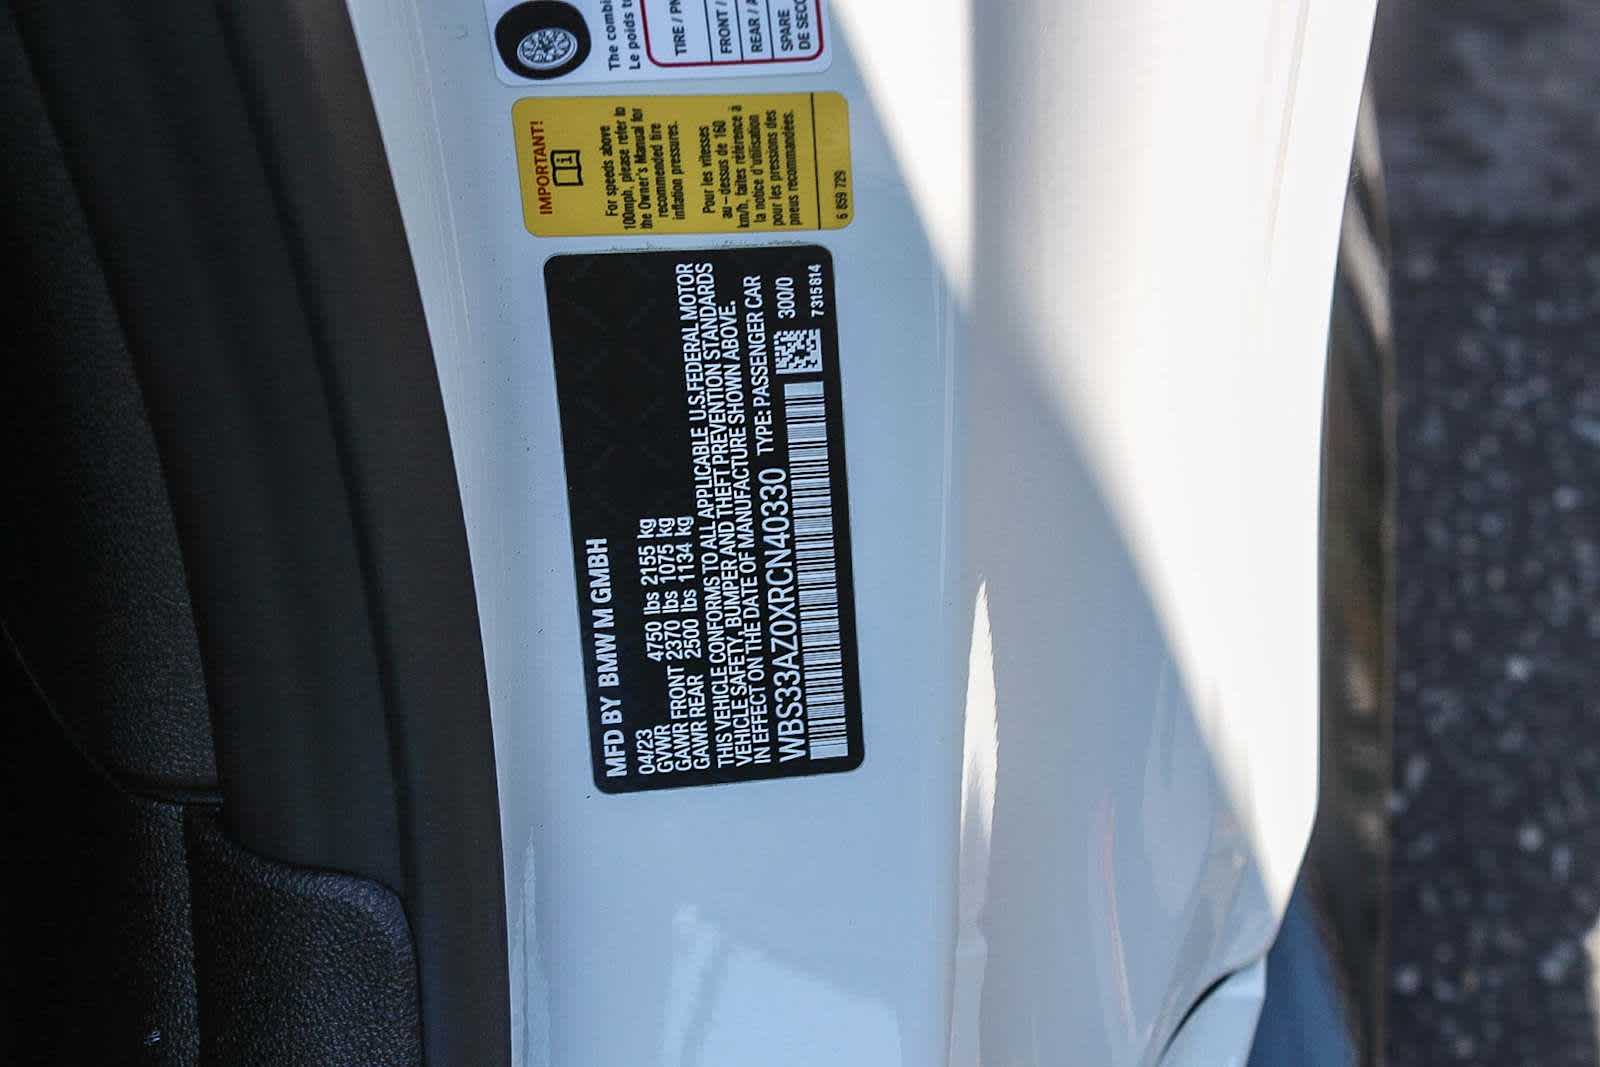 The combi
Le poids t
TIRE / PN
FRONT /
REAR / A
SPARE
DE SECO
IMPORTANT!
i
For speeds above
100mph, please refer to
the Owner's Manual for
recommended tire
inflation pressures.
Pour les vitesses
au-dessus de 160
km/h, faites référence à
la notice d'utilisation
pour les pressions des
pneus recommandées.
6 859 729
MFD BY BMW M GMBH
04/23
GVWR 4750 lbs 2155 kg
GAWR FRONT 2370 lbs 1075 kg
GAWR REAR 2500 lbs 1134 kg
THIS VEHICLE CONFORMS TO ALL APPLICABLE U.S. FEDERAL MOTOR
VEHICLE SAFETY, BUMPER AND THEFT PREVENTION STANDARDS
IN EFFECT ON THE DATE OF MANUFACTURE SHOWN ABOVE.
WBS33AZ0XRCN40330 TYPE: PASSENGER CAR
300/0
7 315 814